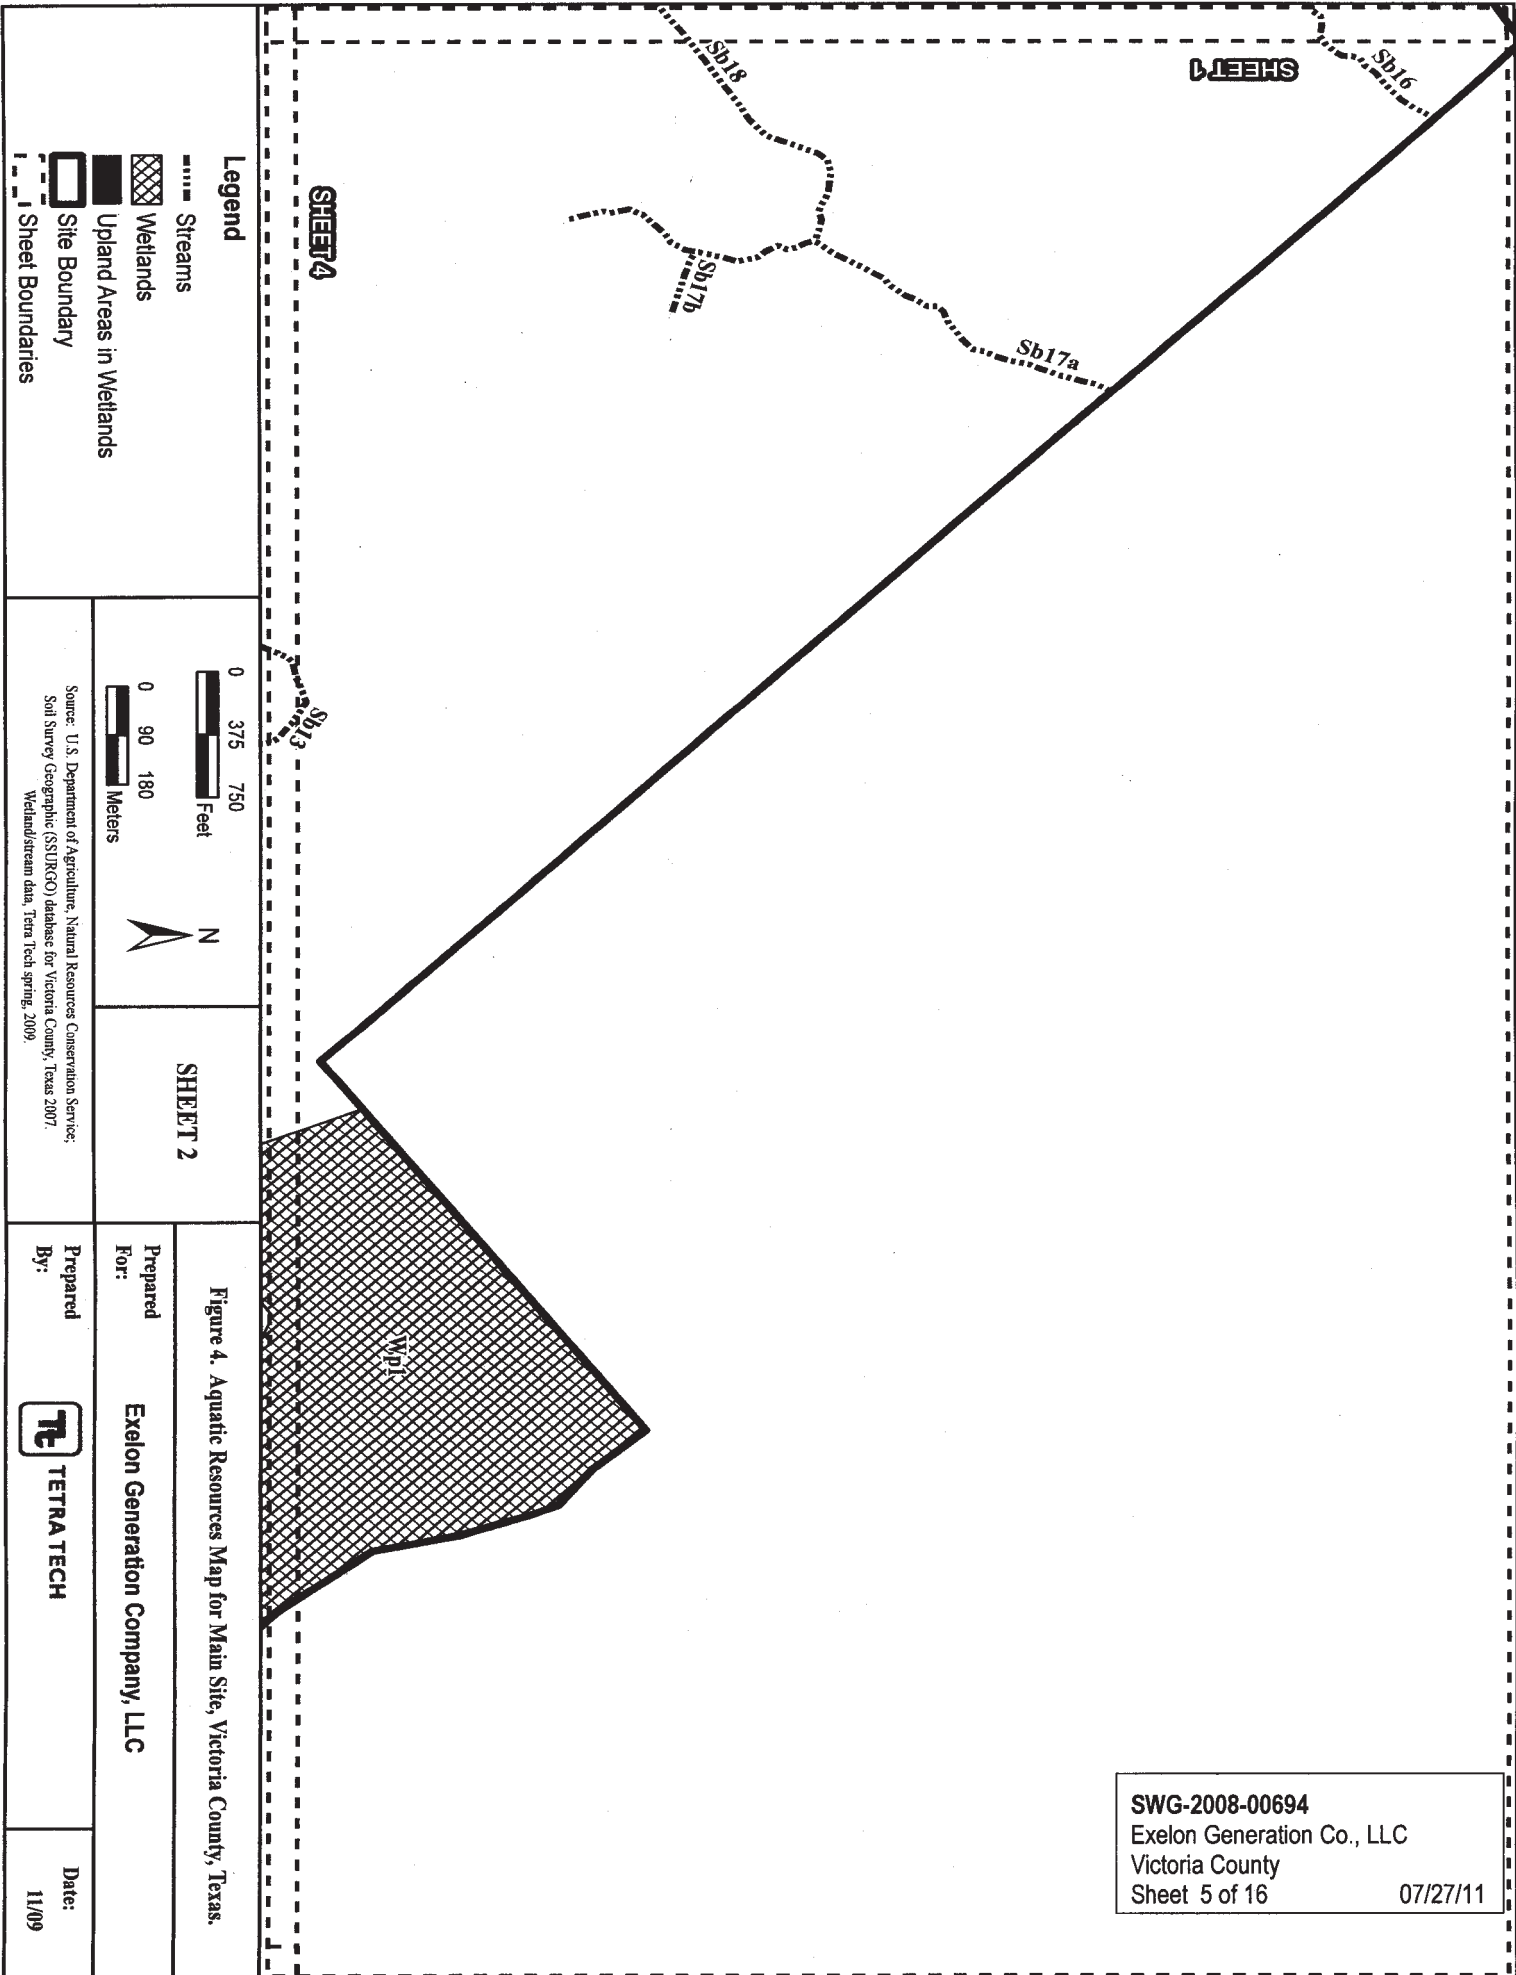 Sb16
SHEET 1
Sb18
Sb17a
Sb17b
SHEET 4
Sb13
Wp1
Legend
Streams
Wetlands
Upland Areas in Wetlands
Site Boundary
Sheet Boundaries
0 375 750
Feet
0 90 180
Meters
N
Source: U.S. Department of Agriculture, Natural Resources Conservation Service;
Soil Survey Geographic (SSURGO) database for Victoria County, Texas 2007.
Wetland/stream data, Tetra Tech spring, 2009.
SHEET 2
Figure 4. Aquatic Resources Map for Main Site, Victoria County, Texas.
Prepared
For:
Exelon Generation Company, LLC
Prepared
By:
Tt
TETRA TECH
Date:
11/09
SWG-2008-00694
Exelon Generation Co., LLC
Victoria County
Sheet 5 of 16 07/27/11